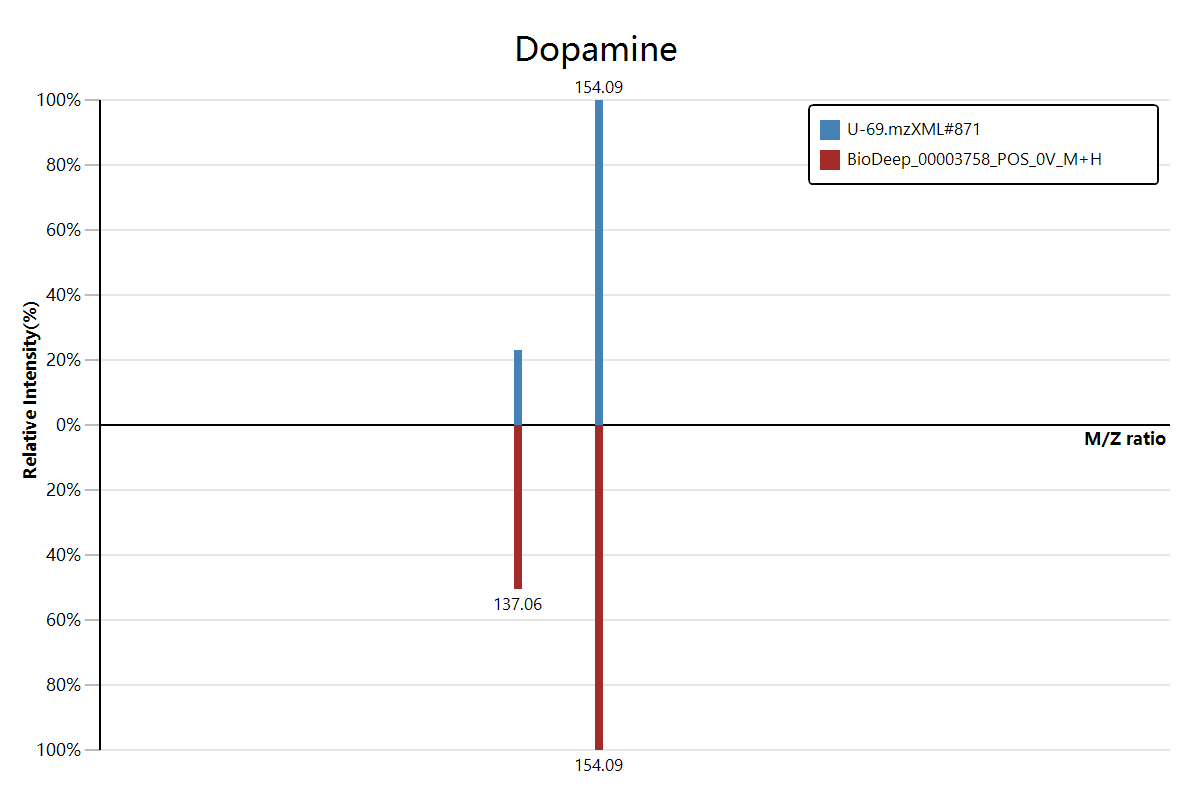 Dopamine
154.09
U-69.mzXML#871
BioDeep_00003758_POS_0V_M+H
100%
80%
60%
40%
20%
0%
20%
40%
60%
80%
100%
Relative Intensity(%)
M/Z ratio
137.06
154.09